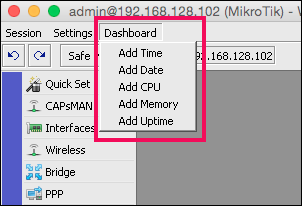 admin@192.168.128.102 (MikroTik) -
Session Settings Dashboard
Safe 192.168.128.102
Add Time
Add Date
Add CPU
Add Memory
Add Uptime
Quick Set
CAPsMAN
Interfaces
Wireless
Bridge
PPP